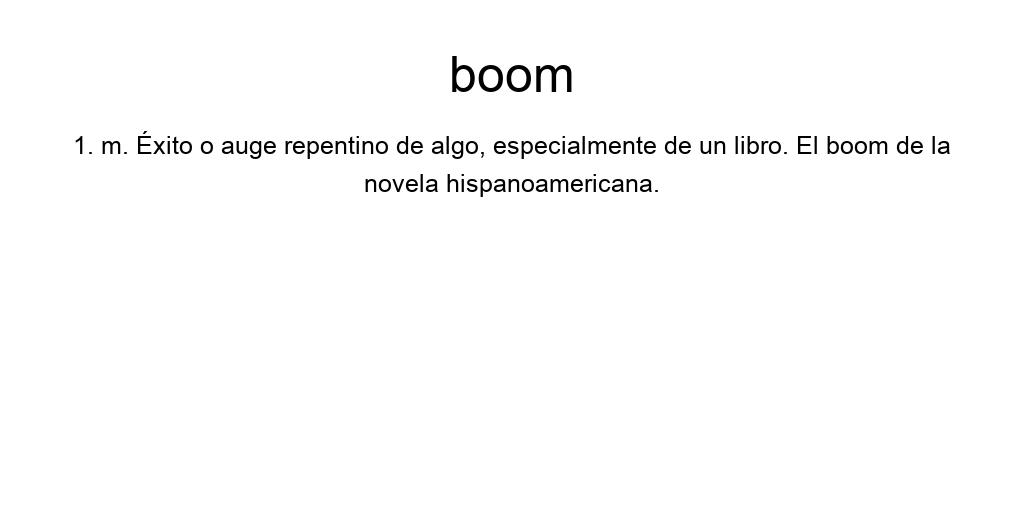 boom
1. m. Éxito o auge repentino de algo, especialmente de un libro. El boom de la
novela hispanoamericana.